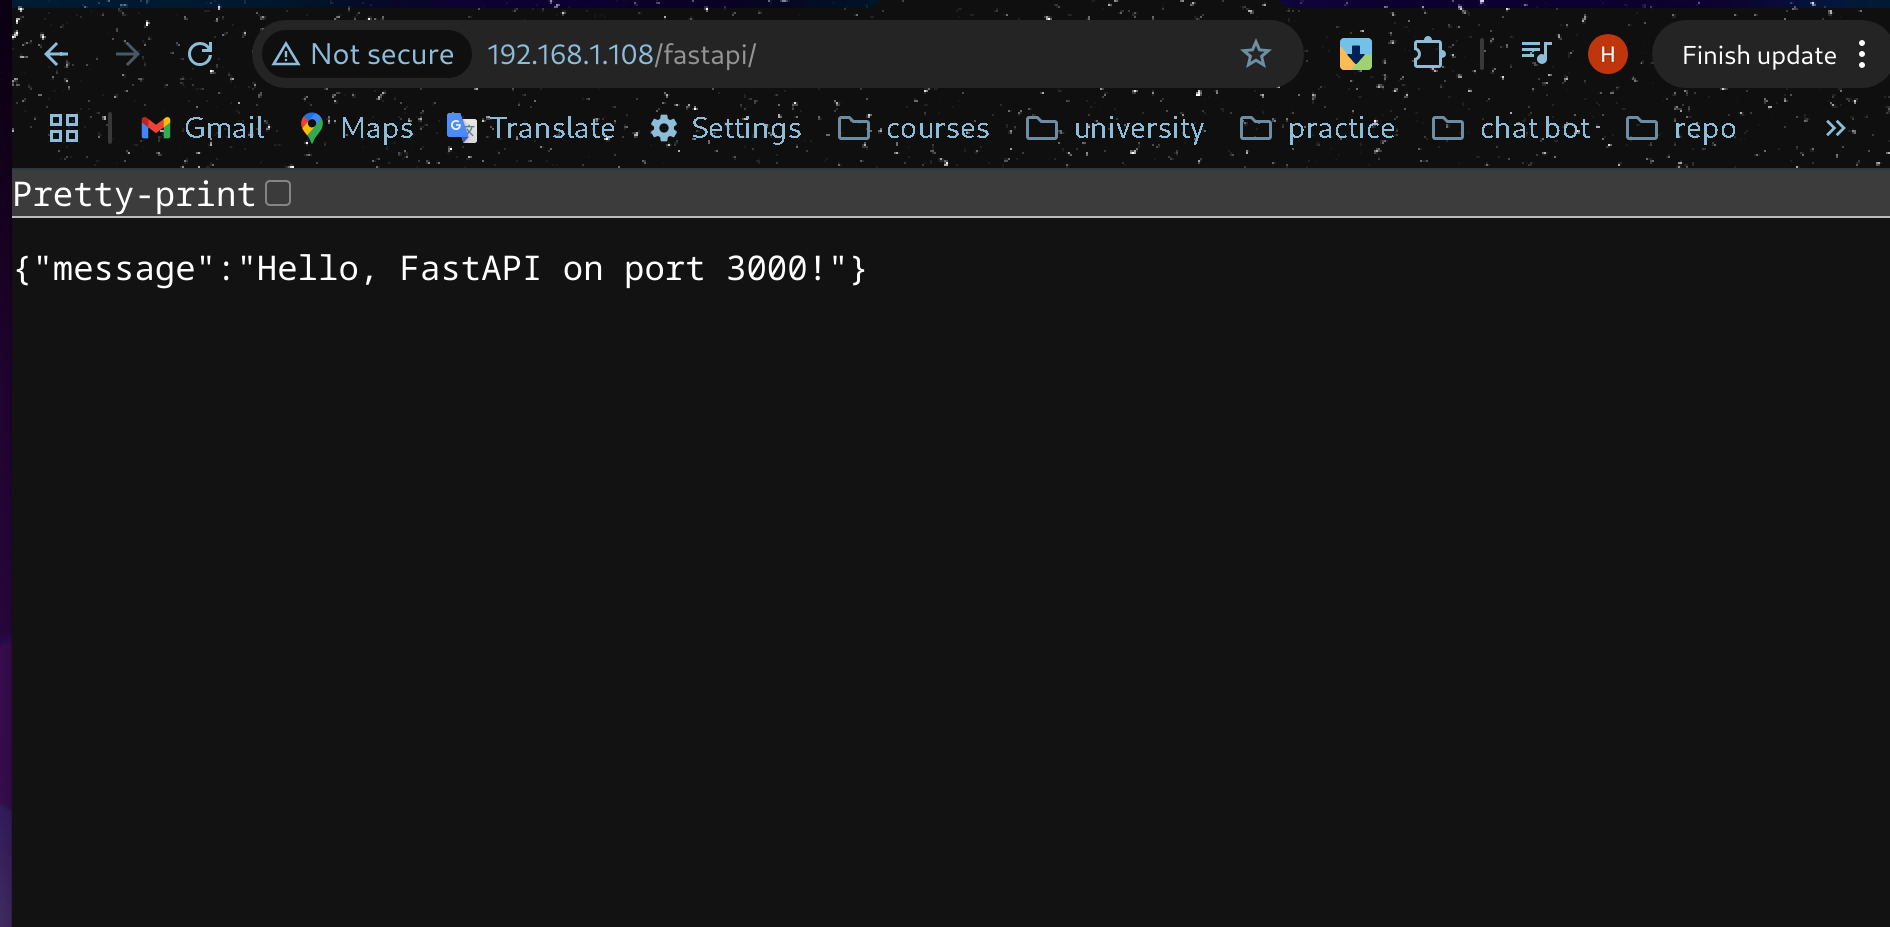 Not secure 192.168.1.108/fastapi/ H Finish update
Gmail Maps Translate Settings courses university practice chat bot repo
Pretty-print
{"message":"Hello, FastAPI on port 3000!"}